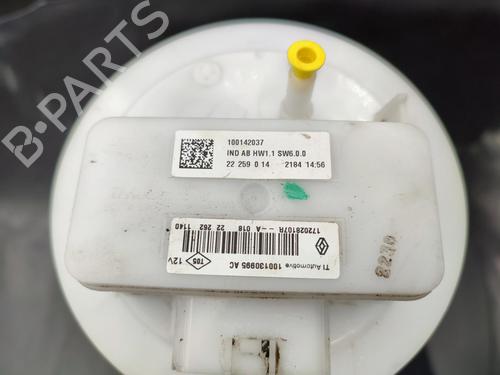 B-PARTS
100142037
IND AB HW1.1 SW6.0.0
22 259 0 14 2184 14:56
172028107R --A 018 22 262 1140
TI Automotive 100130995 AC
T05 12V
8210